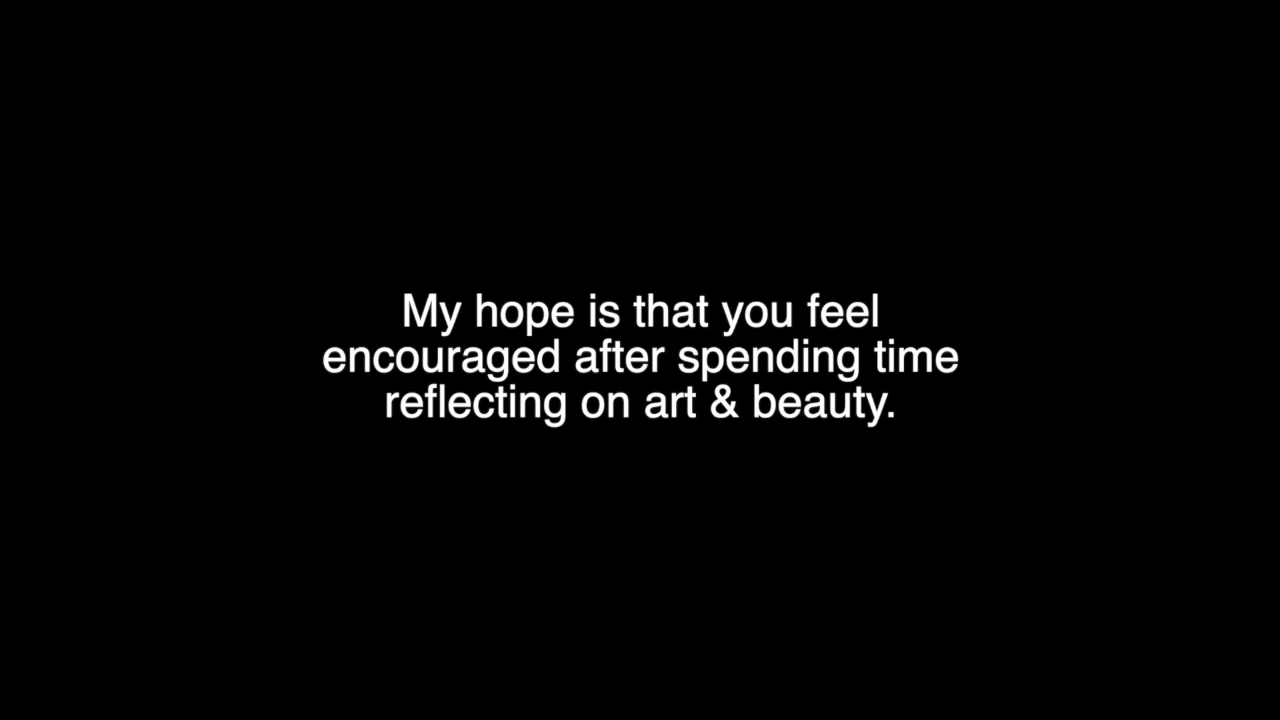 My hope is that you feel
encouraged after spending time
reflecting on art & beauty.